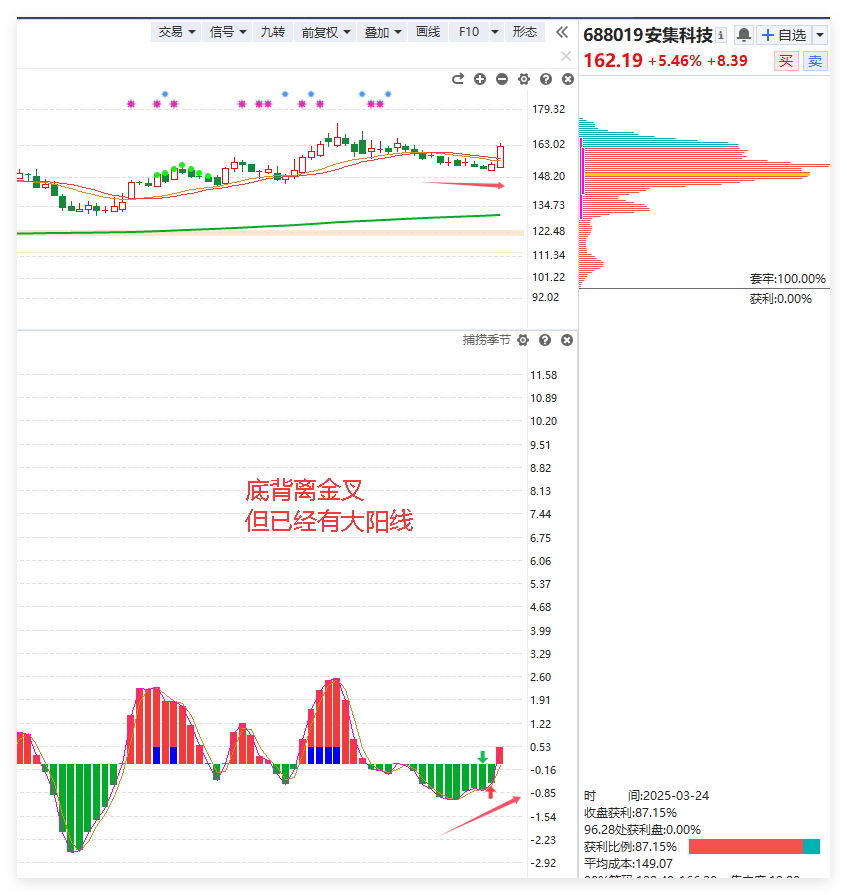 交易 信号 九转 前复权 叠加 画线 F10 形态
688019安集科技 自选
162.19 +5.46% +8.39 买 卖
179.32
163.02
148.20
134.73
122.48
111.34
101.22
92.02
套牢:100.00%
获利:0.00%
捕捞季节
11.58
10.89
10.20
9.51
8.82
8.13
7.44
6.75
6.06
5.37
4.68
3.99
3.29
2.60
1.91
1.22
0.53
-0.16
-0.85
-1.54
-2.23
-2.92
底背离金叉
但已经有大阳线
时 间:2025-03-24
收盘获利:87.15%
96.28处获利盘:0.00%
获利比例:87.15%
平均成本:149.07